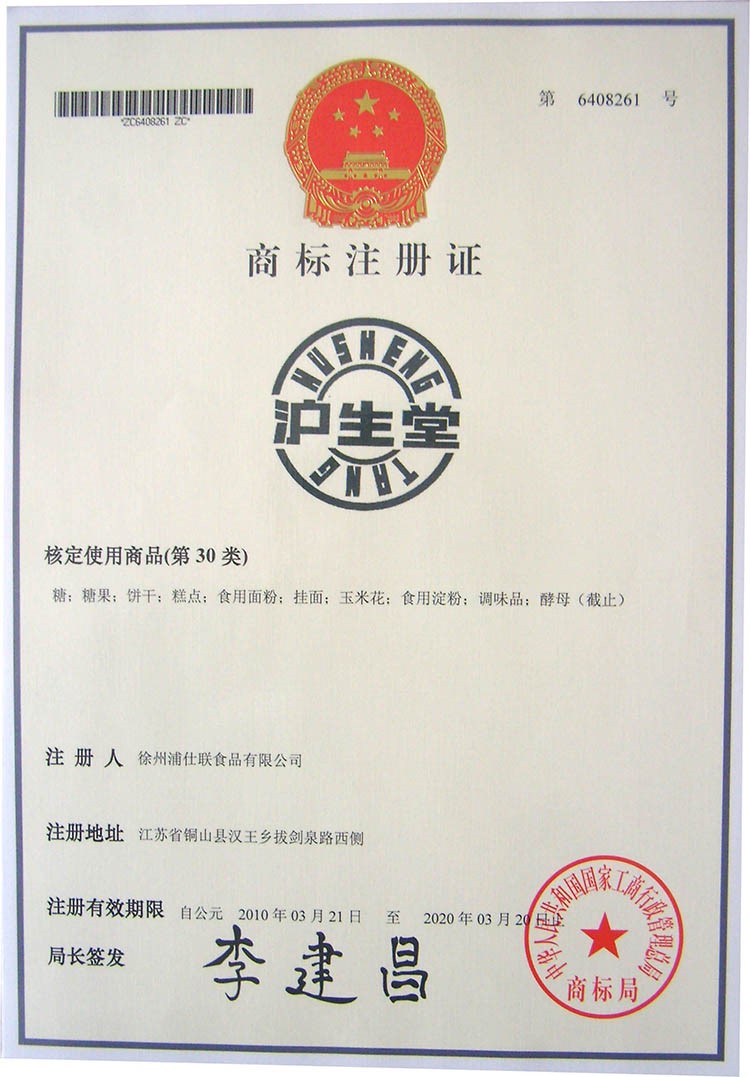 *ZC6408261 ZC*
第 6408261 号
商标注册证
HUSHENG
沪生堂
TANG
核定使用商品(第 30 类)
糖；糖果；饼干；糕点；食用面粉；挂面；玉米花；食用淀粉；调味品；酵母（截止）
注 册 人 徐州浦仕联食品有限公司
注册地址 江苏省铜山县汉王乡拔剑泉路西侧
注册有效期限 自公元 2010 年 03 月 21 日 至 2020 年 03 月 20 日止
局长签发 李建昌
中华人民共和国国家工商行政管理总局
商标局